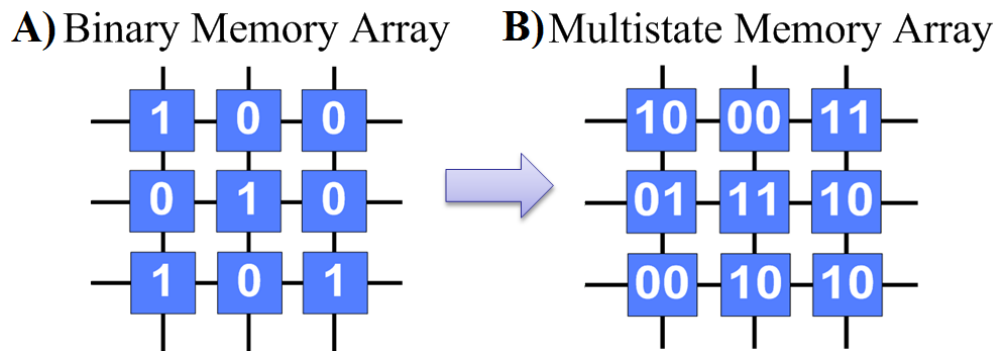 A) Binary Memory Array
1 0 0
0 1 0
1 0 1
B) Multistate Memory Array
10 00 11
01 11 10
00 10 10